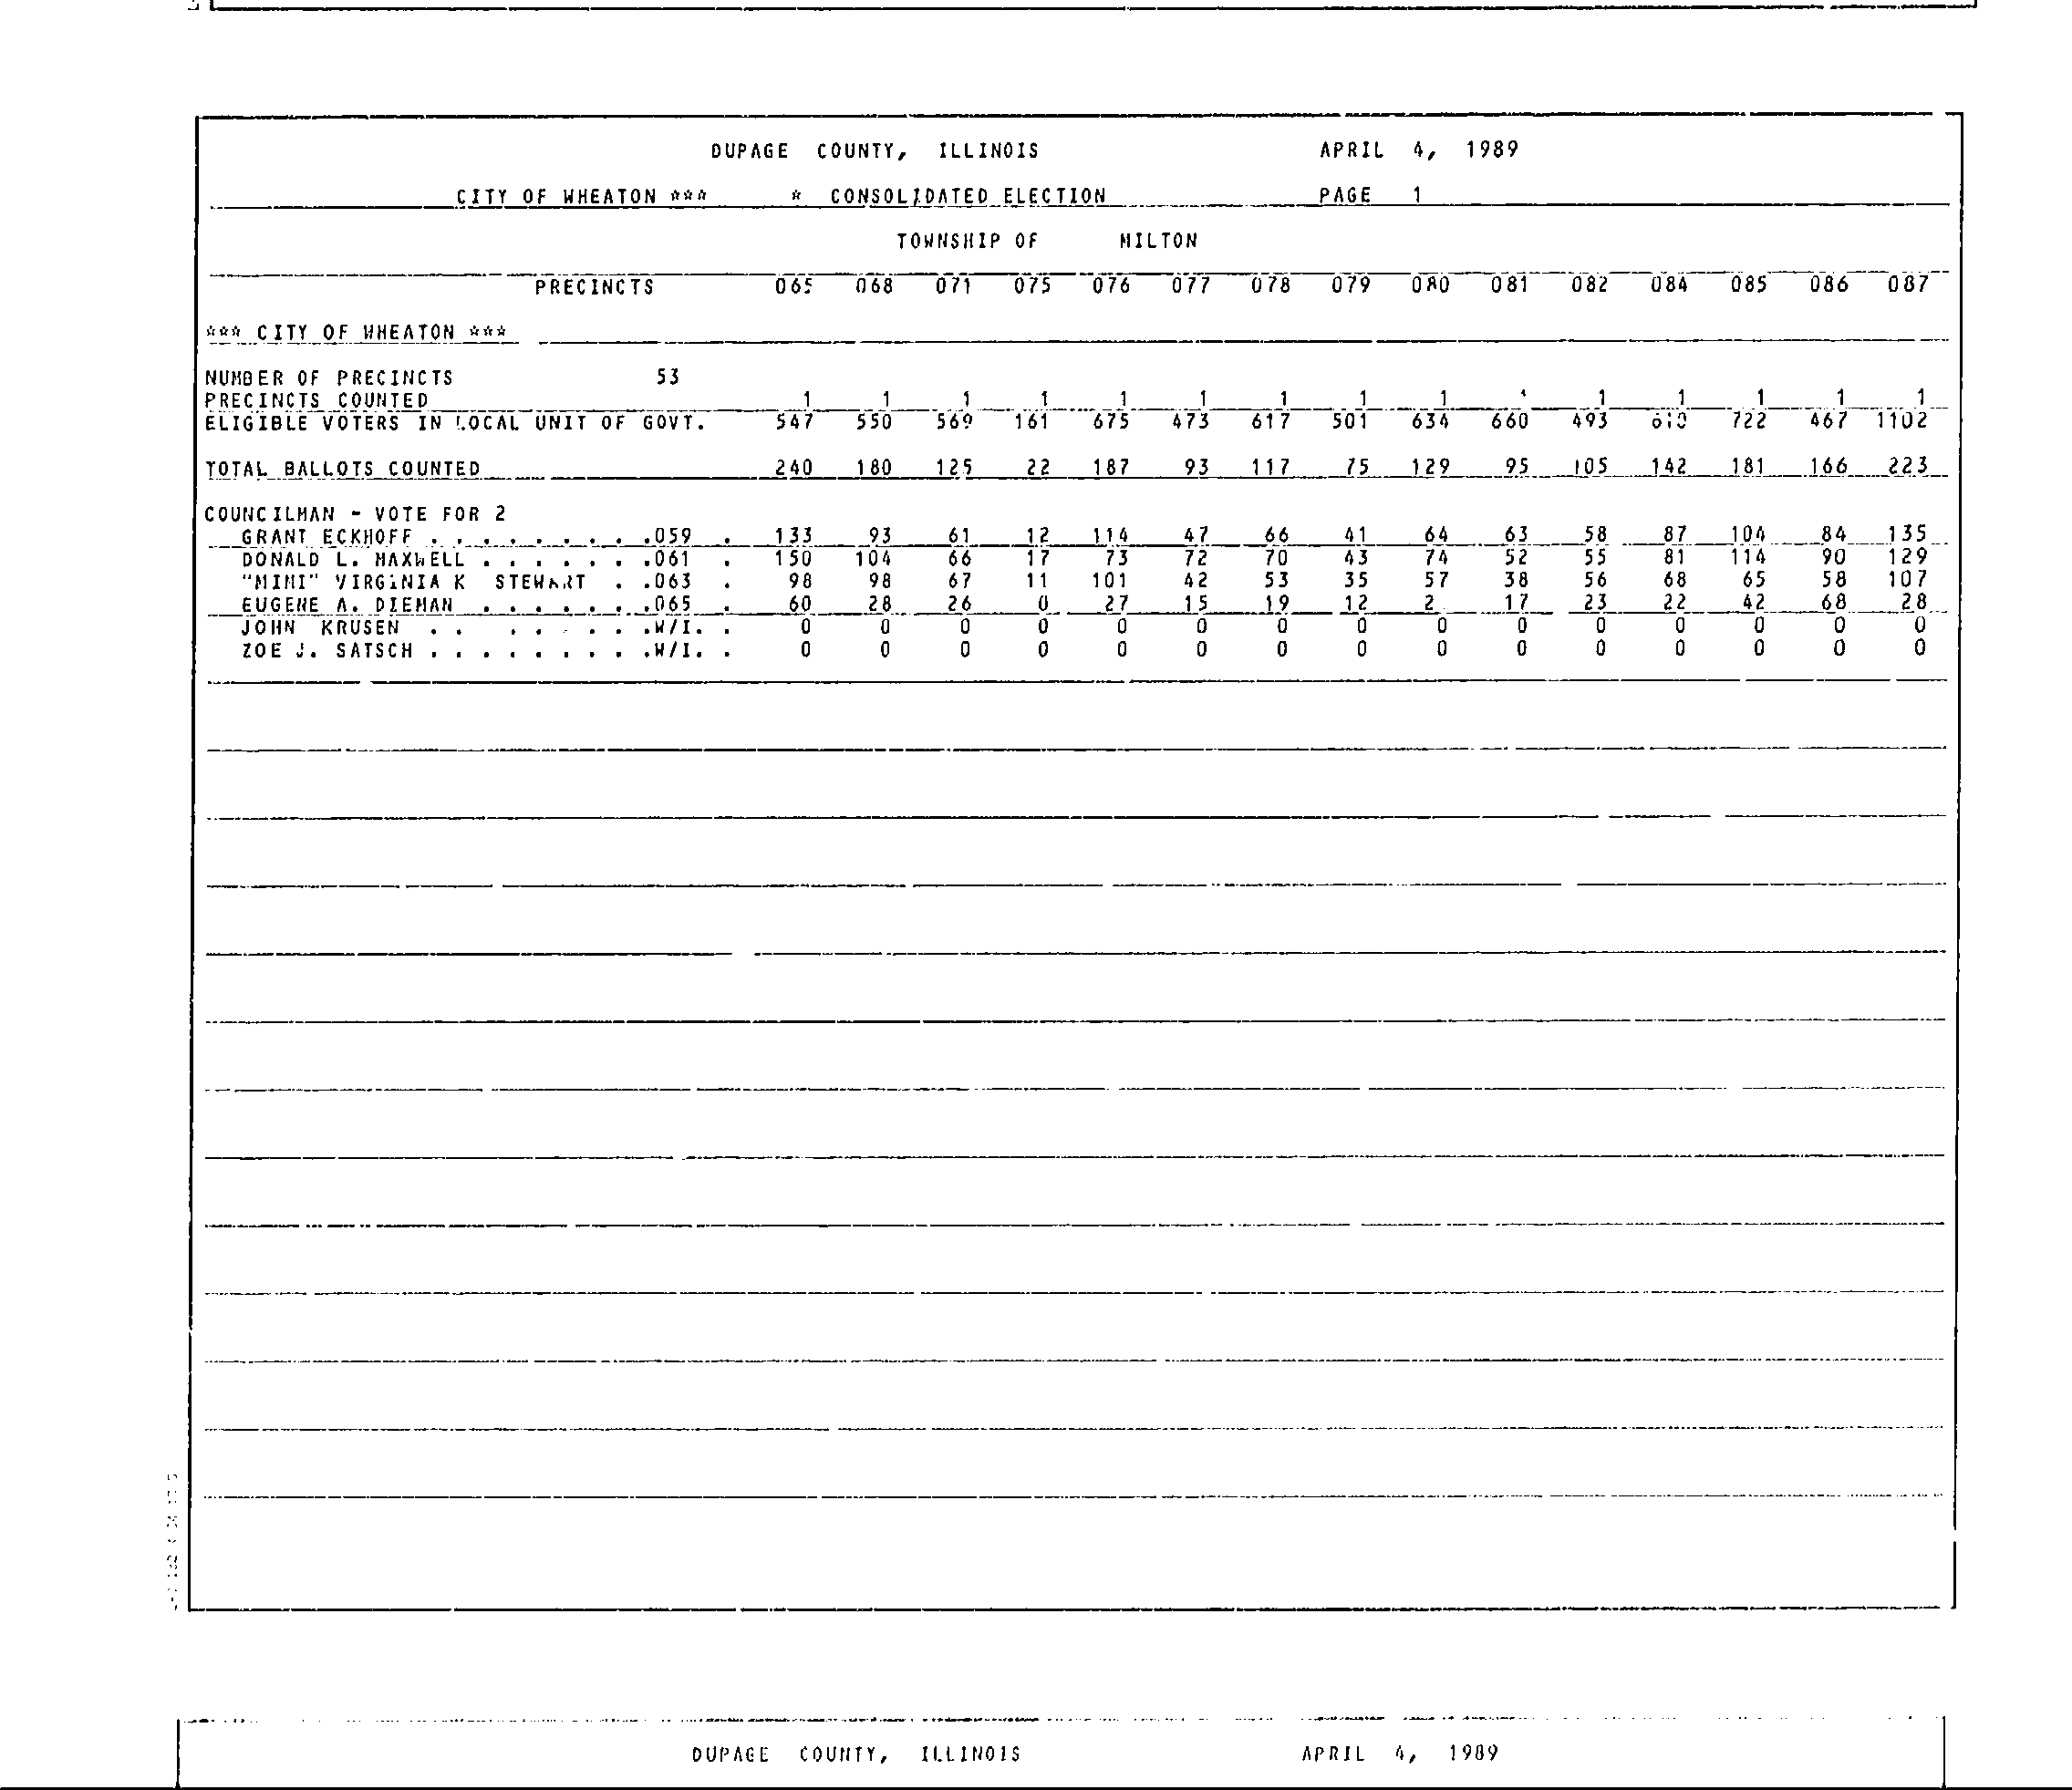 DUPAGE COUNTY, ILLINOIS APRIL 4, 1989
CITY OF WHEATON *** * CONSOLIDATED ELECTION PAGE 1
TOWNSHIP OF MILTON
PRECINCTS 065 068 071 075 076 077 078 079 080 081 082 084 085 086 087
*** CITY OF WHEATON ***
NUMBER OF PRECINCTS 53
PRECINCTS COUNTED 1 1 1 1 1 1 1 1 1 1 1 1 1 1
ELIGIBLE VOTERS IN LOCAL UNIT OF GOVT. 547 550 569 161 675 473 617 501 634 660 493 722 467 1102
TOTAL BALLOTS COUNTED 240 180 125 22 187 93 117 75 129 95 105 142 181 166 223
COUNCILMAN - VOTE FOR 2
GRANT ECKHOFF . . . . . . . . .059 . 133 93 61 12 114 47 66 41 64 63 58 87 104 84 135
DONALD L. MAXWELL . . . . . . .061 . 150 104 66 17 73 72 70 43 74 52 55 81 114 90 129
"MIMI" VIRGINIA K STEWART . .063 . 98 98 67 11 101 42 53 35 57 38 56 68 65 58 107
EUGENE A. DIEMAN . . . . . . .065 . 60 28 26 0 27 15 19 12 2 17 23 22 42 68 28
JOHN KRUSEN . . . . . . . .W/I. . 0 0 0 0 0 0 0 0 0 0 0 0 0 0 0
ZOE J. SATSCH . . . . . . . . .W/I. . 0 0 0 0 0 0 0 0 0 0 0 0 0 0 0
DUPAGE COUNTY, ILLINOIS APRIL 4, 1989